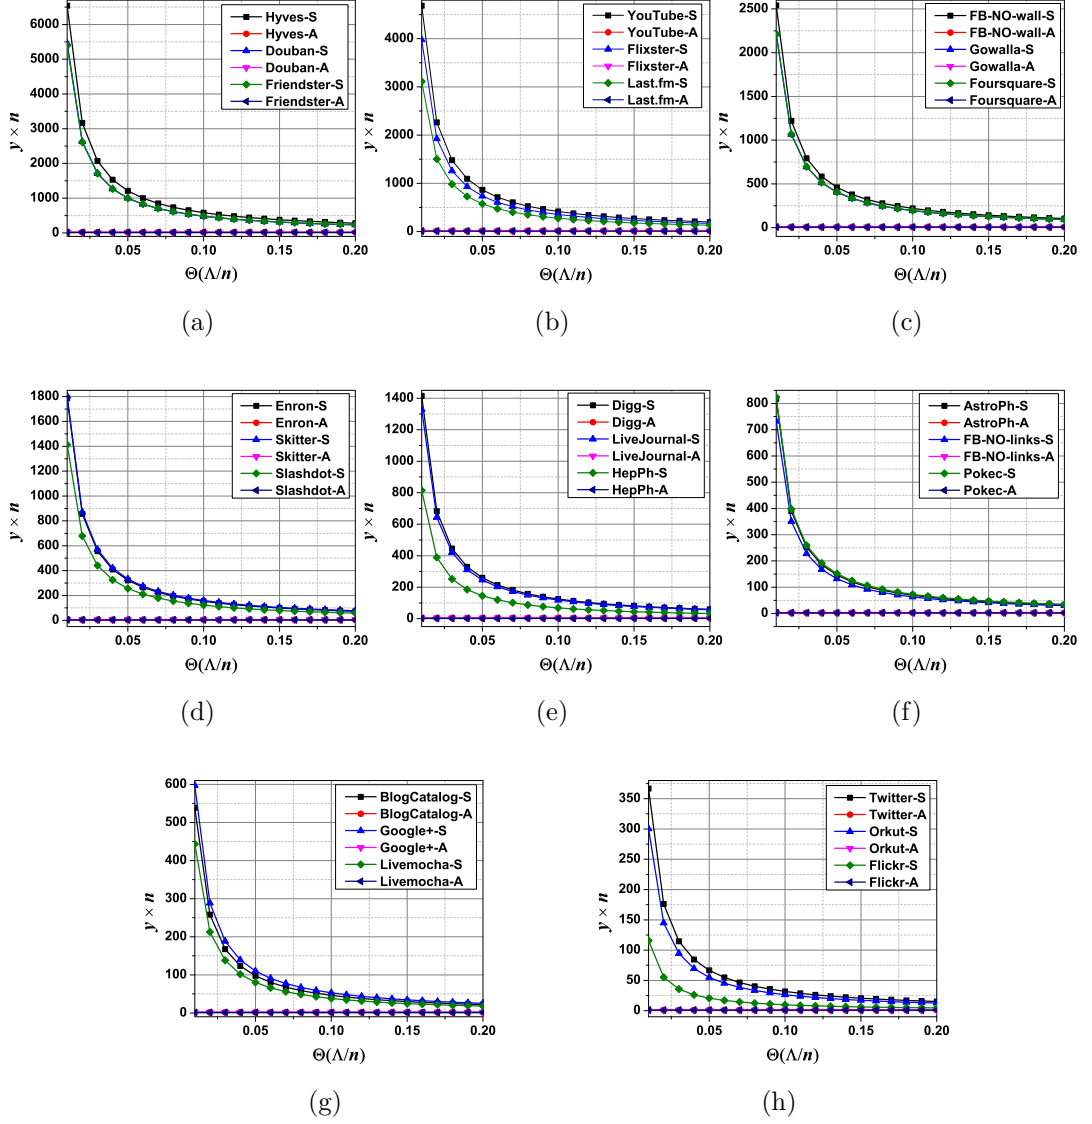 Hyves-S
Hyves-A
Douban-S
Douban-A
Friendster-S
Friendster-A
6000
5000
4000
3000
2000
1000
0
y × n
0.05 0.10 0.15 0.20
Θ(Λ/n)
(a)
YouTube-S
YouTube-A
Flixster-S
Flixster-A
Last.fm-S
Last.fm-A
4000
3000
2000
1000
0
y × n
0.05 0.10 0.15 0.20
Θ(Λ/n)
(b)
FB-NO-wall-S
FB-NO-wall-A
Gowalla-S
Gowalla-A
Foursquare-S
Foursquare-A
2500
2000
1500
1000
500
0
y × n
0.05 0.10 0.15 0.20
Θ(Λ/n)
(c)
Enron-S
Enron-A
Skitter-S
Skitter-A
Slashdot-S
Slashdot-A
1800
1600
1400
1200
1000
800
600
400
200
0
y × n
0.05 0.10 0.15 0.20
Θ(Λ/n)
(d)
Digg-S
Digg-A
LiveJournal-S
LiveJournal-A
HepPh-S
HepPh-A
1400
1200
1000
800
600
400
200
0
y × n
0.05 0.10 0.15 0.20
Θ(Λ/n)
(e)
AstroPh-S
AstroPh-A
FB-NO-links-S
FB-NO-links-A
Pokec-S
Pokec-A
800
700
600
500
400
300
200
100
0
y × n
0.05 0.10 0.15 0.20
Θ(Λ/n)
(f)
BlogCatalog-S
BlogCatalog-A
Google+-S
Google+-A
Livemocha-S
Livemocha-A
600
500
400
300
200
100
0
y × n
0.05 0.10 0.15 0.20
Θ(Λ/n)
(g)
Twitter-S
Twitter-A
Orkut-S
Orkut-A
Flickr-S
Flickr-A
350
300
250
200
150
100
50
0
y × n
0.05 0.10 0.15 0.20
Θ(Λ/n)
(h)